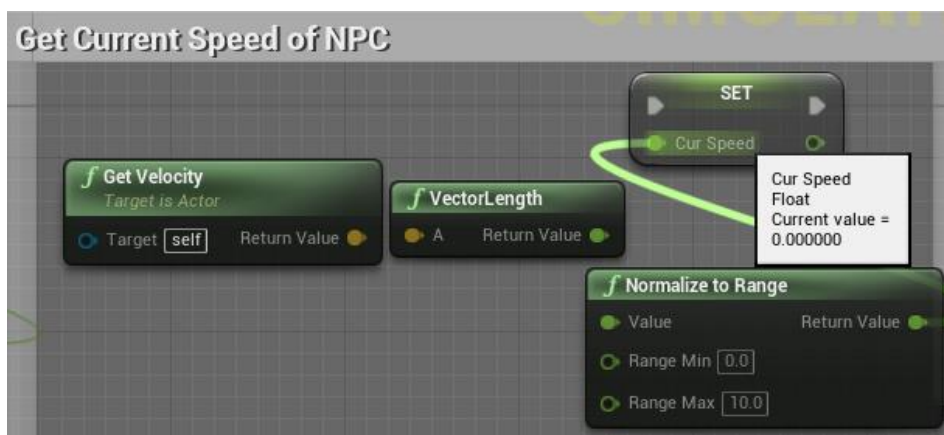 Get Current Speed of NPC
SET
Cur Speed
Get Velocity
Target is Actor
Target self Return Value
VectorLength
A Return Value
Cur Speed
Float
Current value =
0.000000
Normalize to Range
Value Return Value
Range Min 0.0
Range Max 10.0